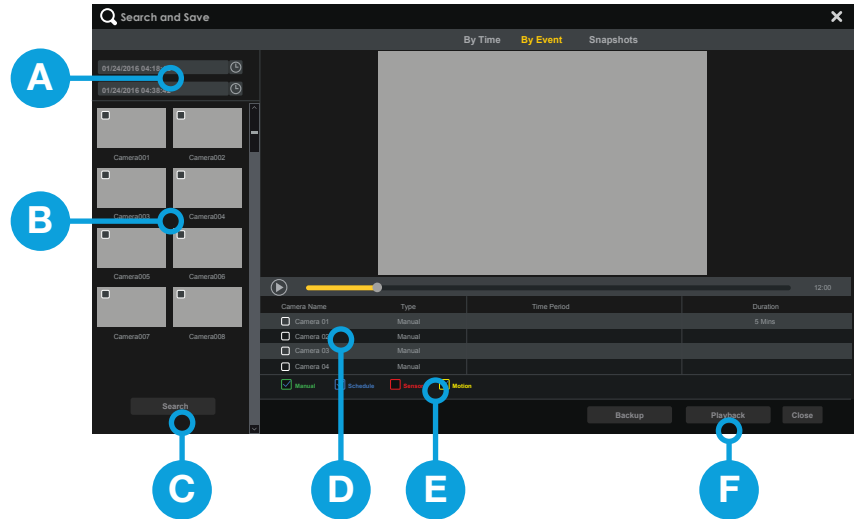 Search and Save
By Time By Event Snapshots
A
01/24/2016 04:18
01/24/2016 04:38:42
Camera001 Camera002
B
Camera003 Camera004
Camera005 Camera006
Camera007 Camera008
12:00
Camera Name Type Time Period Duration
Camera 01 Manual 5 Mins
Camera 02 Manual
Camera 03 Manual
Camera 04 Manual
Manual Schedule Sensor Motion
Search
Backup Playback Close
C D E F